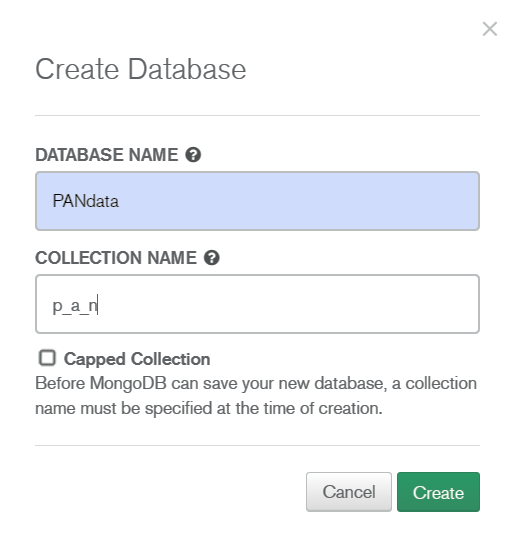 Create Database
DATABASE NAME
PANdata
COLLECTION NAME
p_a_n
Capped Collection
Before MongoDB can save your new database, a collection
name must be specified at the time of creation.
Cancel
Create